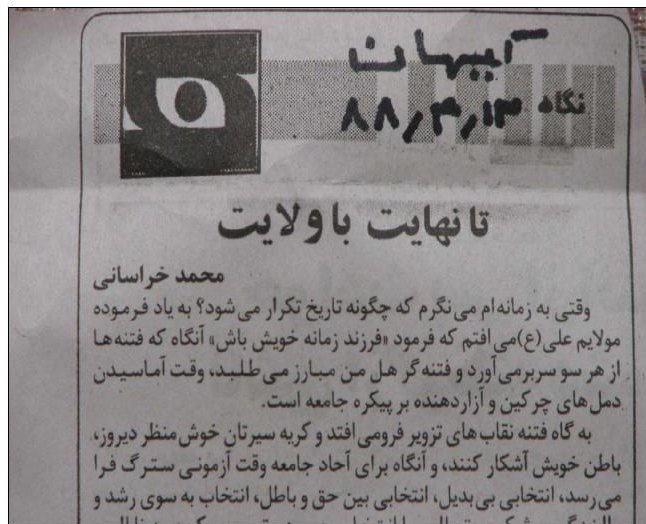 کیهان
نگاه
۸۸/۴/۱۳
تا نهایت با ولایت
محمد خراسانی
وقتی به زمانه‌ام می‌نگرم که چگونه تاریخ تکرار می‌شود؟ به یاد فرموده
مولایم علی(ع)می‌افتم که فرمود «فرزند زمانه خویش باش» آنگاه که فتنه‌ها
از هر سو سربرمی‌آورد و فتنه‌گر هل من مبارز می‌طلبد، وقت آماسیدن
دمل‌های چرکین و آزاردهنده بر پیکره جامعه است.
به گاه فتنه نقاب‌های تزویر فرومی‌افتد و کریه سیرتان خوش‌منظر دیروز،
باطن خویش آشکار کنند، و آنگاه برای آحاد جامعه وقت آزمونی سترگ فرا
می‌رسد، انتخابی بی‌بدیل، انتخابی بین حق و باطل، انتخاب به سوی رشد و